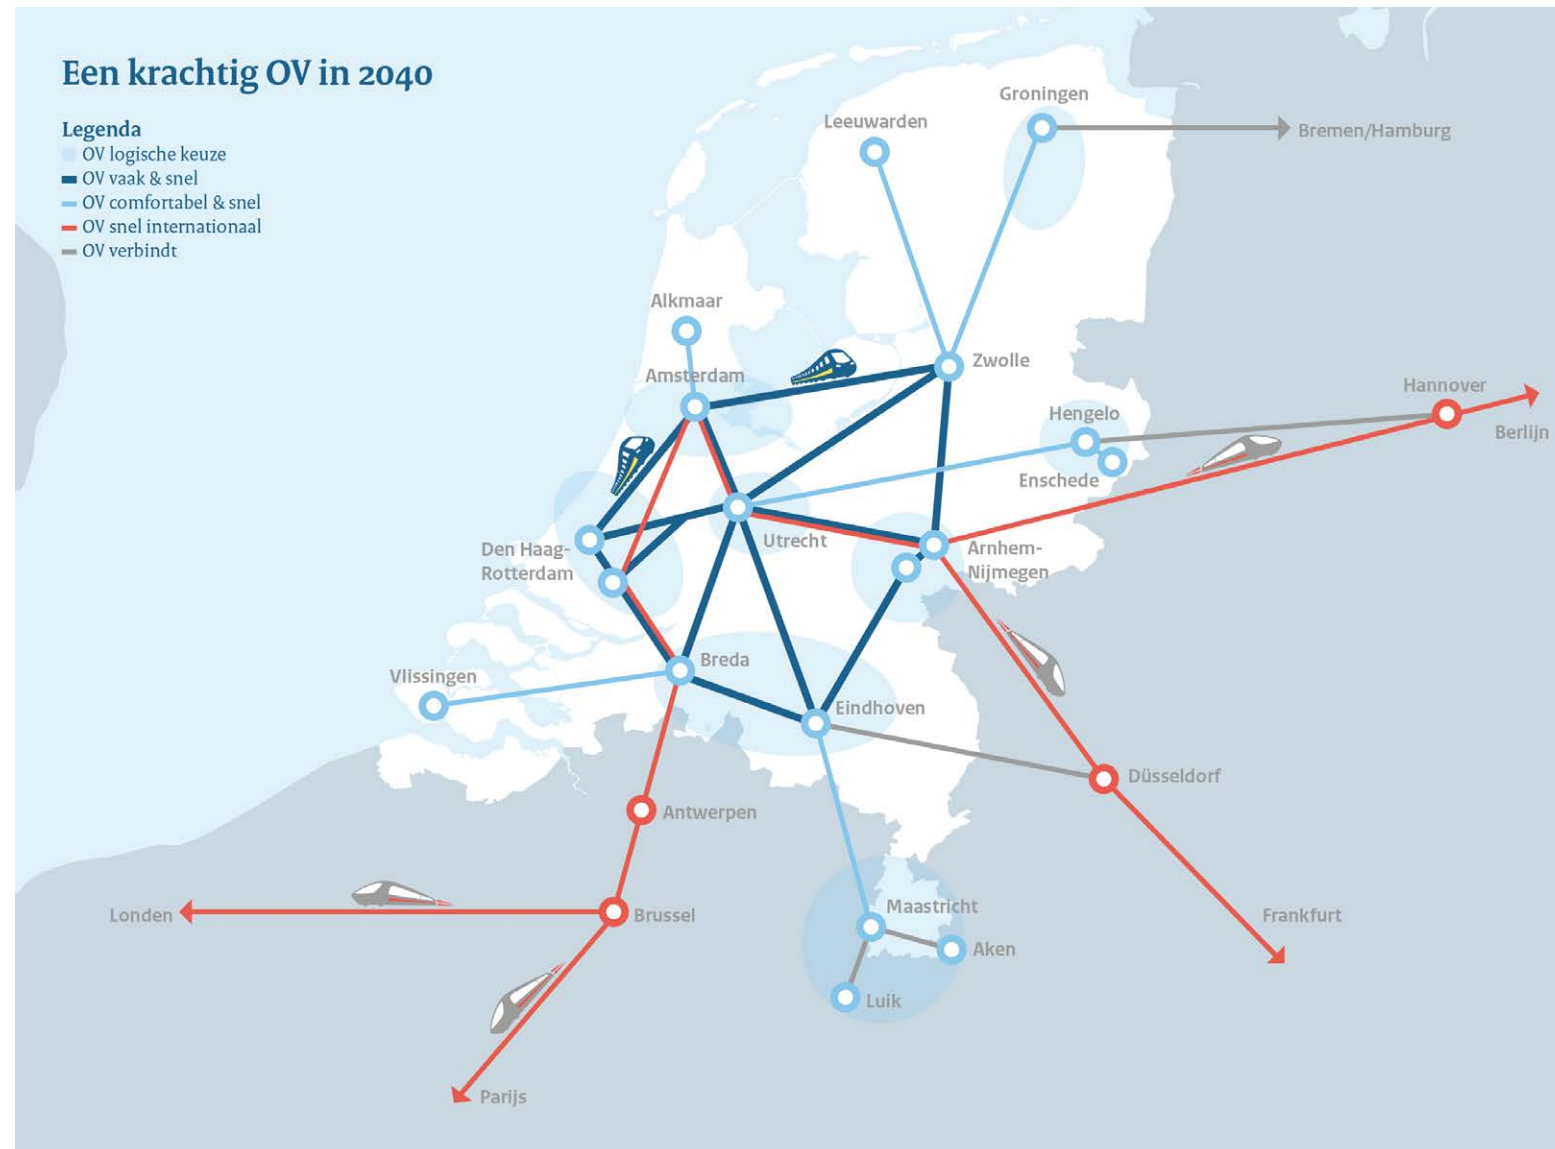 Een krachtig OV in 2040
Legenda
OV logische keuze
OV vaak & snel
OV comfortabel & snel
OV snel internationaal
OV verbindt
Groningen
Leeuwarden
Bremen/Hamburg
Alkmaar
Amsterdam
Zwolle
Hannover
Hengelo
Berlijn
Enschede
Utrecht
Den Haag-
Rotterdam
Arnhem-
Nijmegen
Breda
Vlissingen
Eindhoven
Düsseldorf
Antwerpen
Maastricht
Londen
Brussel
Frankfurt
Aken
Luik
Parijs